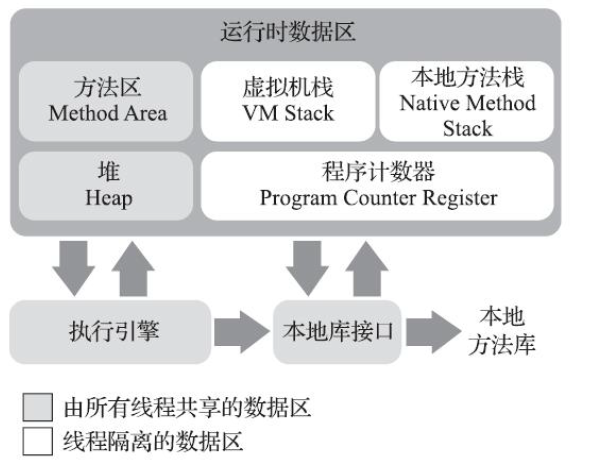 运行时数据区
方法区
Method Area
虚拟机栈
VM Stack
本地方法栈
Native Method
Stack
堆
Heap
程序计数器
Program Counter Register
执行引擎
本地库接口
本地
方法库
由所有线程共享的数据区
线程隔离的数据区